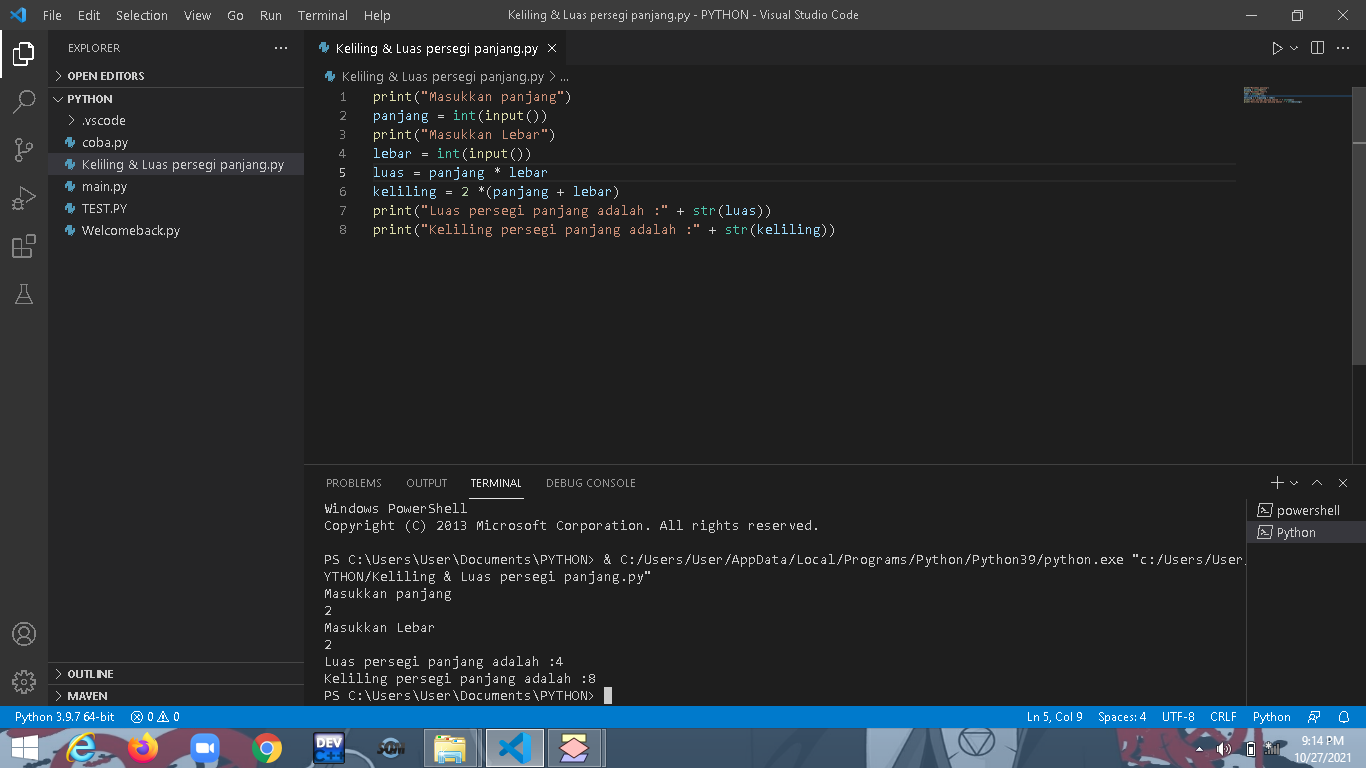 File Edit Selection View Go Run Terminal Help
Keliling & Luas persegi panjang.py - PYTHON - Visual Studio Code
EXPLORER
OPEN EDITORS
PYTHON
.vscode
coba.py
Keliling & Luas persegi panjang.py
main.py
TEST.PY
Welcomeback.py
OUTLINE
MAVEN
Keliling & Luas persegi panjang.py
Keliling & Luas persegi panjang.py > ...
1 print("Masukkan panjang")
2 panjang = int(input())
3 print("Masukkan Lebar")
4 lebar = int(input())
5 luas = panjang * lebar
6 keliling = 2 *(panjang + lebar)
7 print("Luas persegi panjang adalah :" + str(luas))
8 print("Keliling persegi panjang adalah :" + str(keliling))
PROBLEMS OUTPUT TERMINAL DEBUG CONSOLE
Windows PowerShell
Copyright (C) 2013 Microsoft Corporation. All rights reserved.
PS C:\Users\User\Documents\PYTHON> & C:/Users/User/AppData/Local/Programs/Python/Python39/python.exe "c:/Users/User
YTHON/Keliling & Luas persegi panjang.py"
Masukkan panjang
2
Masukkan Lebar
2
Luas persegi panjang adalah :4
Keliling persegi panjang adalah :8
PS C:\Users\User\Documents\PYTHON>
powershell
Python
Python 3.9.7 64-bit 0 0 Ln 5, Col 9 Spaces: 4 UTF-8 CRLF Python
DEV
C++
9:14 PM
10/27/2021